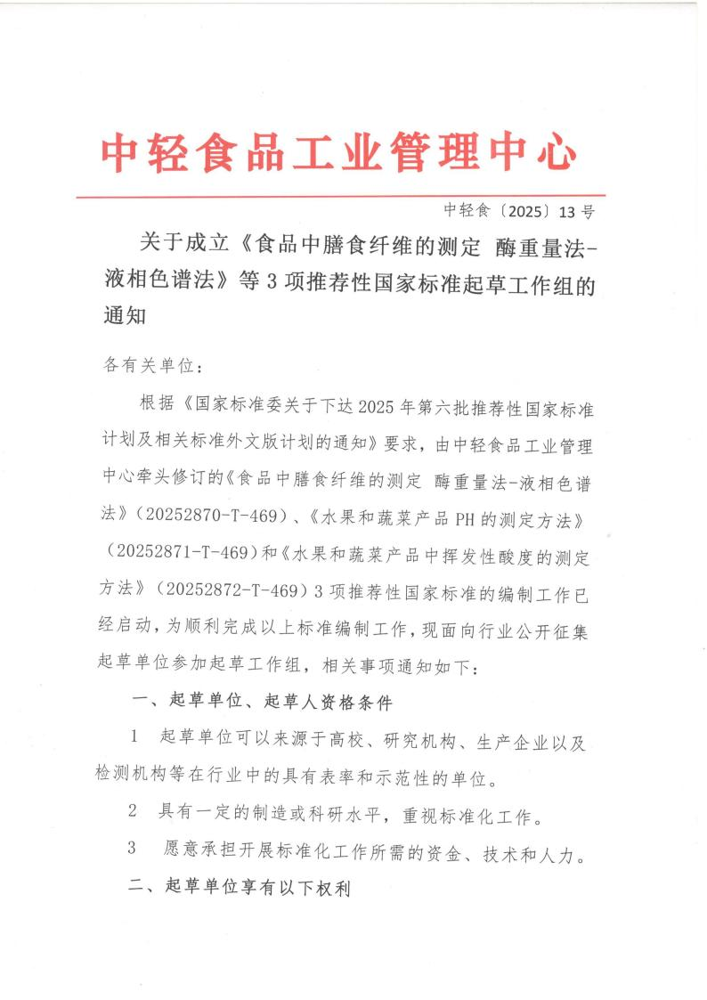 中轻食品工业管理中心
中轻食〔2025〕13 号
关于成立《食品中膳食纤维的测定 酶重量法-
液相色谱法》等 3 项推荐性国家标准起草工作组的
通知
各有关单位：
根据《国家标准委关于下达 2025 年第六批推荐性国家标准
计划及相关标准外文版计划的通知》要求，由中轻食品工业管理
中心牵头修订的《食品中膳食纤维的测定 酶重量法-液相色谱
法》（20252870-T-469）、《水果和蔬菜产品 PH 的测定方法》
（20252871-T-469）和《水果和蔬菜产品中挥发性酸度的测定
方法》（20252872-T-469）3 项推荐性国家标准的编制工作已
经启动，为顺利完成以上标准编制工作，现面向行业公开征集
起草单位参加起草工作组，相关事项通知如下：
一、起草单位、起草人资格条件
1 起草单位可以来源于高校、研究机构、生产企业以及
检测机构等在行业中的具有表率和示范性的单位。
2 具有一定的制造或科研水平，重视标准化工作。
3 愿意承担开展标准化工作所需的资金、技术和人力。
二、起草单位享有以下权利